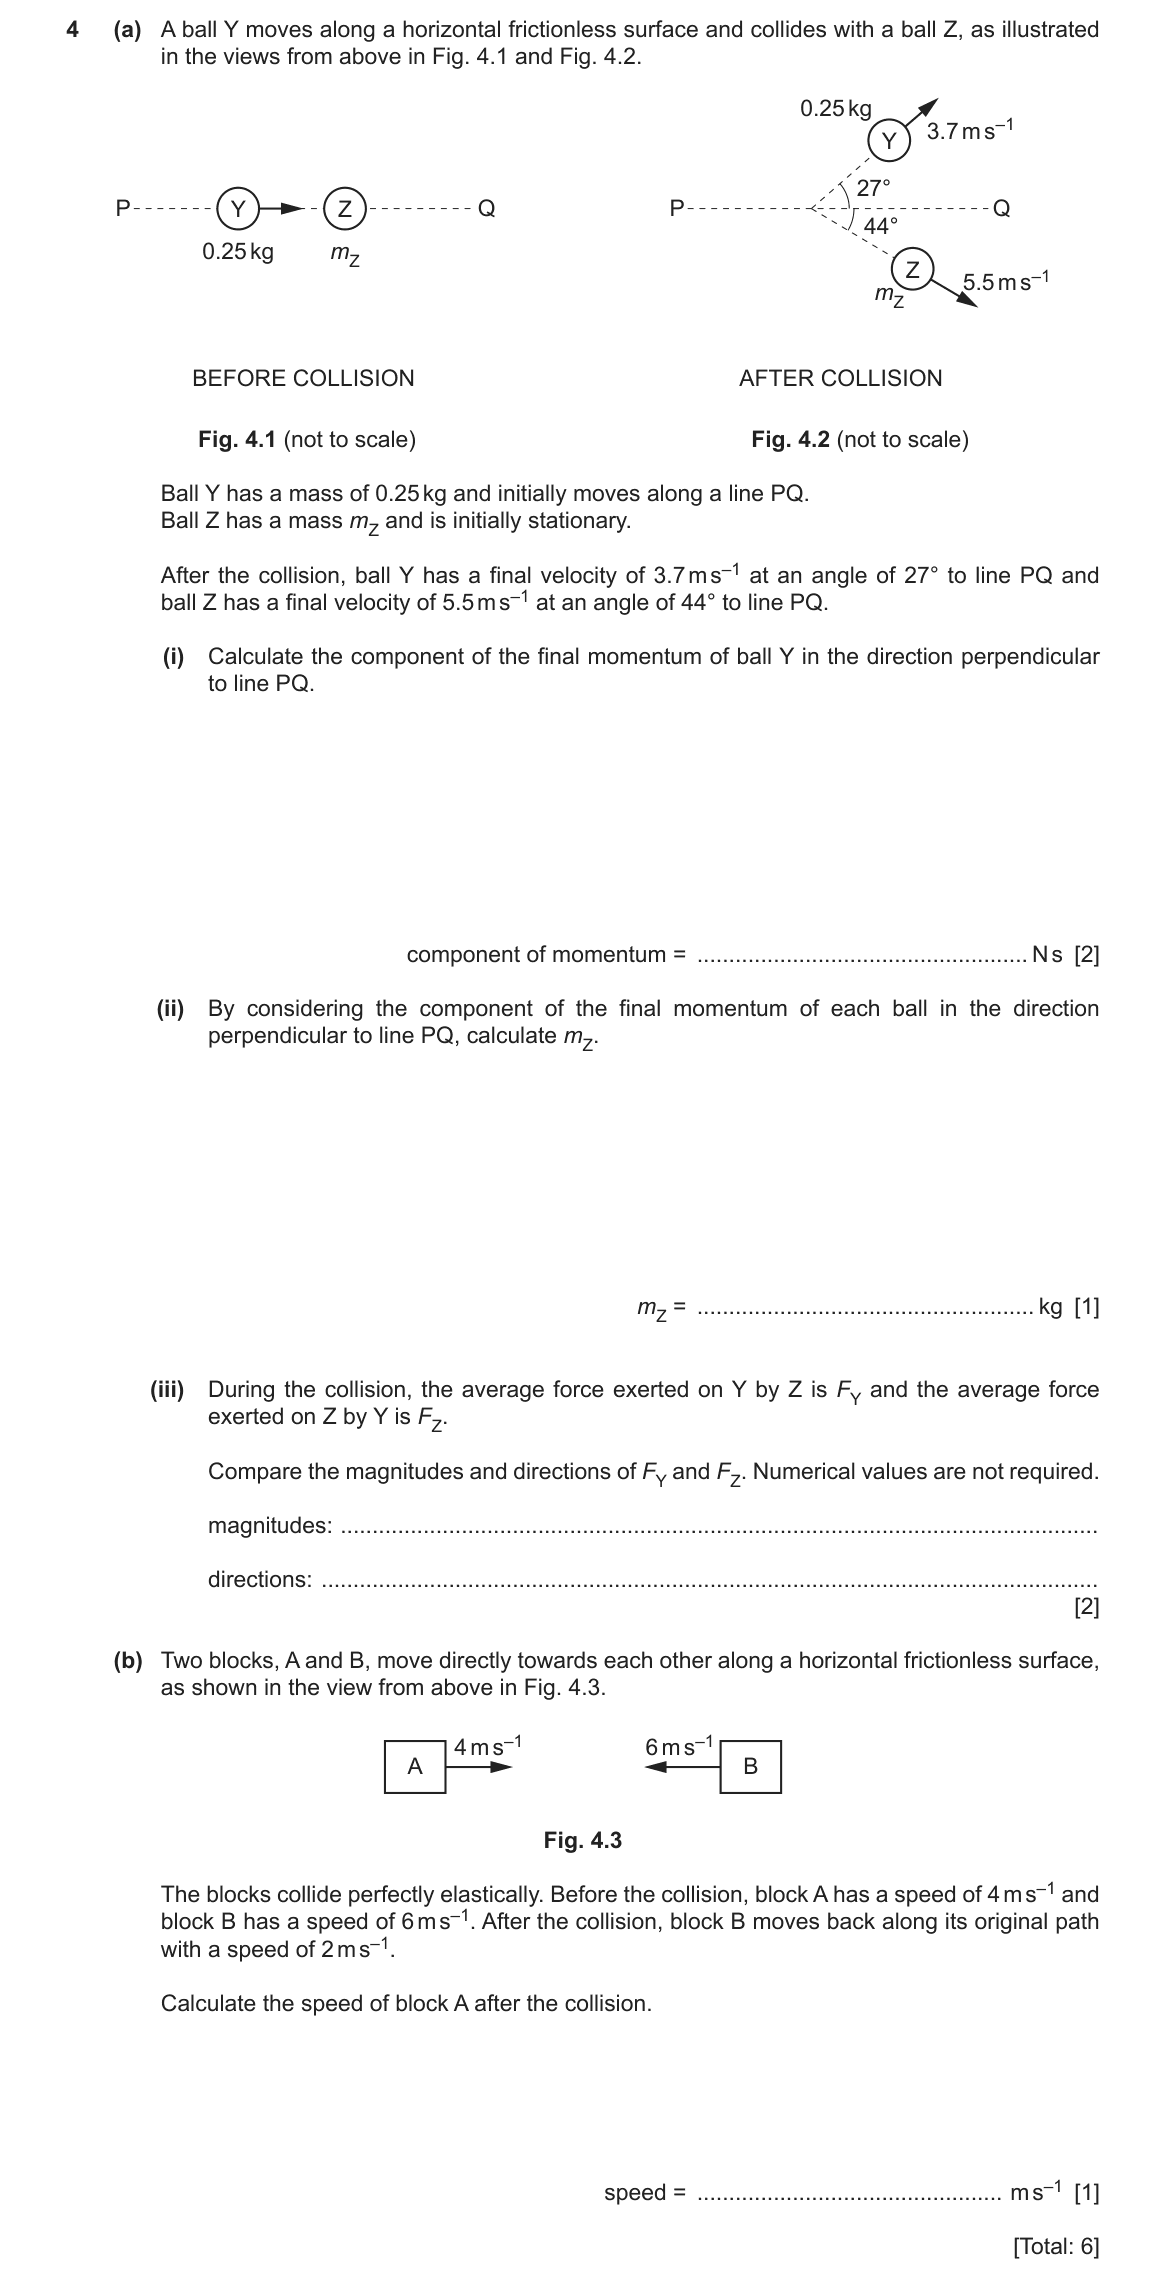 4 (a) A ball Y moves along a horizontal frictionless surface and collides with a ball Z, as illustrated
in the views from above in Fig. 4.1 and Fig. 4.2.
P Y Z Q
0.25 kg m_Z
0.25 kg
Y 3.7 m s⁻¹
27°
P Q
44°
Z 5.5 m s⁻¹
m_Z
BEFORE COLLISION AFTER COLLISION
Fig. 4.1 (not to scale) Fig. 4.2 (not to scale)
Ball Y has a mass of 0.25 kg and initially moves along a line PQ.
Ball Z has a mass m_Z and is initially stationary.
After the collision, ball Y has a final velocity of 3.7 m s⁻¹ at an angle of 27° to line PQ and
ball Z has a final velocity of 5.5 m s⁻¹ at an angle of 44° to line PQ.
(i) Calculate the component of the final momentum of ball Y in the direction perpendicular
to line PQ.
component of momentum = .................................................... N s [2]
(ii) By considering the component of the final momentum of each ball in the direction
perpendicular to line PQ, calculate m_Z.
m_Z = ..................................................... kg [1]
(iii) During the collision, the average force exerted on Y by Z is F_Y and the average force
exerted on Z by Y is F_Z.
Compare the magnitudes and directions of F_Y and F_Z. Numerical values are not required.
magnitudes: .......................................................................................................................
directions: ..........................................................................................................................
[2]
(b) Two blocks, A and B, move directly towards each other along a horizontal frictionless surface,
as shown in the view from above in Fig. 4.3.
A 4 m s⁻¹ 6 m s⁻¹ B
Fig. 4.3
The blocks collide perfectly elastically. Before the collision, block A has a speed of 4 m s⁻¹ and
block B has a speed of 6 m s⁻¹. After the collision, block B moves back along its original path
with a speed of 2 m s⁻¹.
Calculate the speed of block A after the collision.
speed = ................................................ m s⁻¹ [1]
[Total: 6]